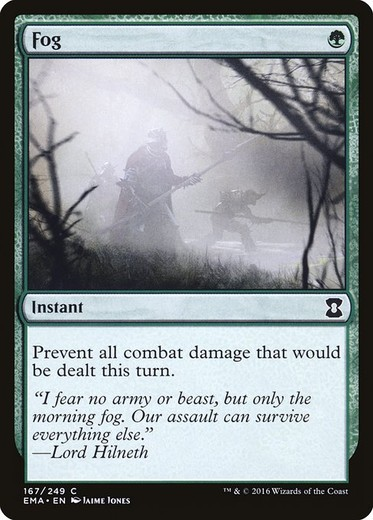 Fog
Instant
Prevent all combat damage that would
be dealt this turn.
“I fear no army or beast, but only the
morning fog. Our assault can survive
everything else.”
—Lord Hilneth
167/249 C
EMA • EN Jaime Jones
™ & © 2016 Wizards of the Coast